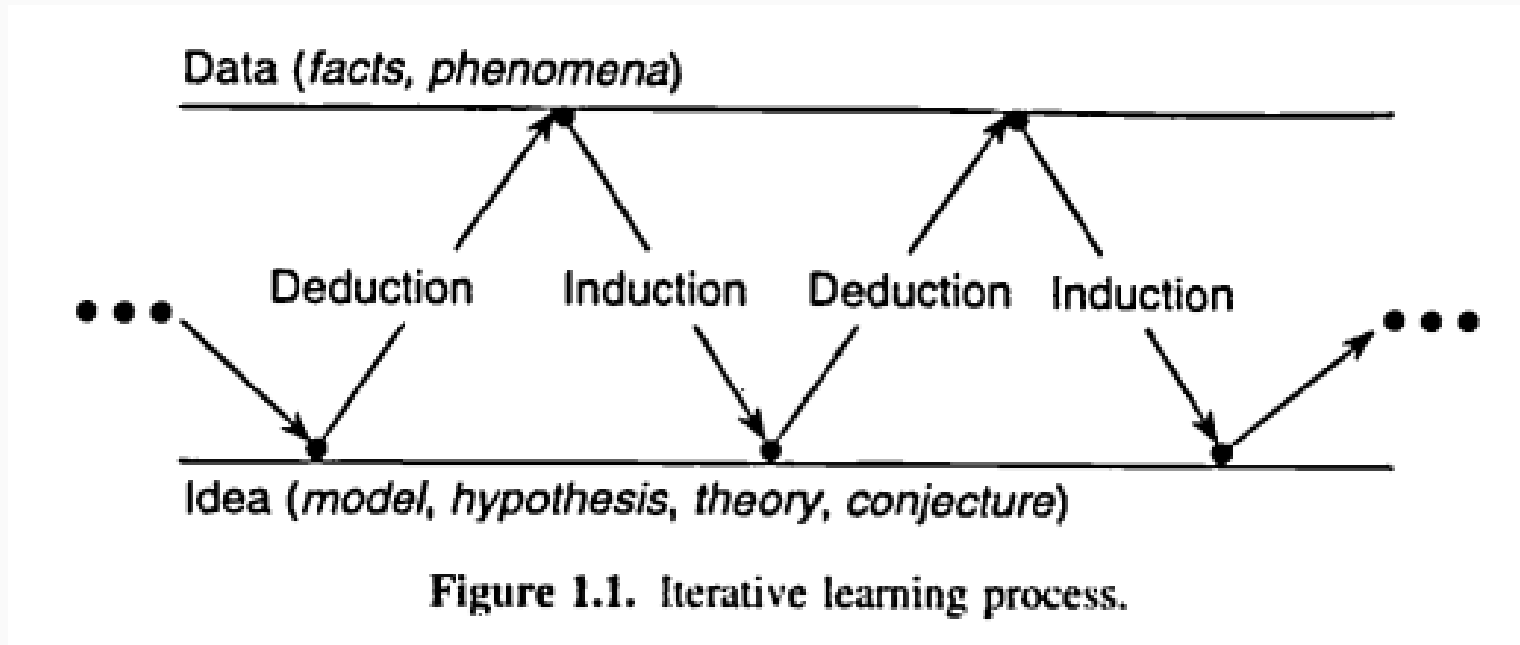 Data (facts, phenomena)
Deduction Induction Deduction Induction
Idea (model, hypothesis, theory, conjecture)
Figure 1.1. Iterative learning process.